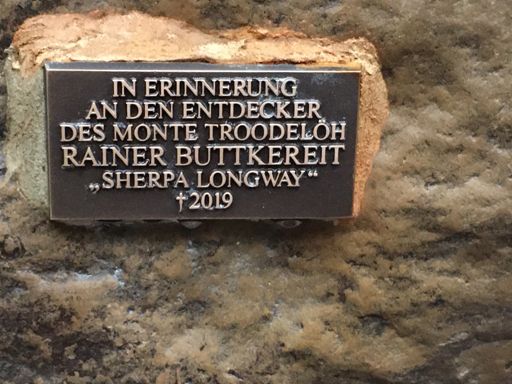 IN ERINNERUNG
AN DEN ENTDECKER
DES MONTE TROODELÖH
RAINER BUTTKEREIT
„SHERPA LONGWAY“
†2019